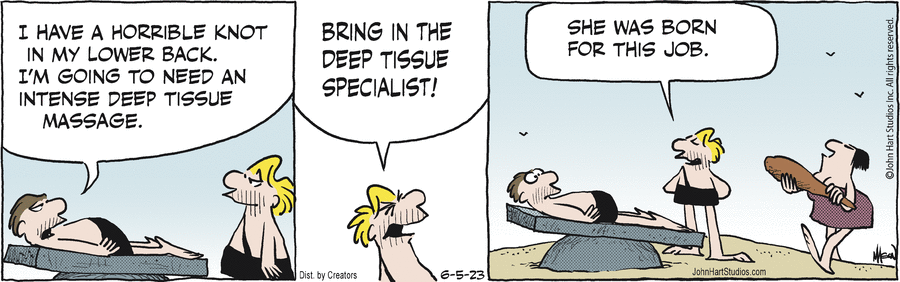 I HAVE A HORRIBLE KNOT
IN MY LOWER BACK.
I'M GOING TO NEED AN
INTENSE DEEP TISSUE
MASSAGE.
Dist. by Creators
BRING IN THE
DEEP TISSUE
SPECIALIST!
6-5-23
SHE WAS BORN
FOR THIS JOB.
JohnHartStudios.com
MASON
©John Hart Studios Inc. All rights reserved.